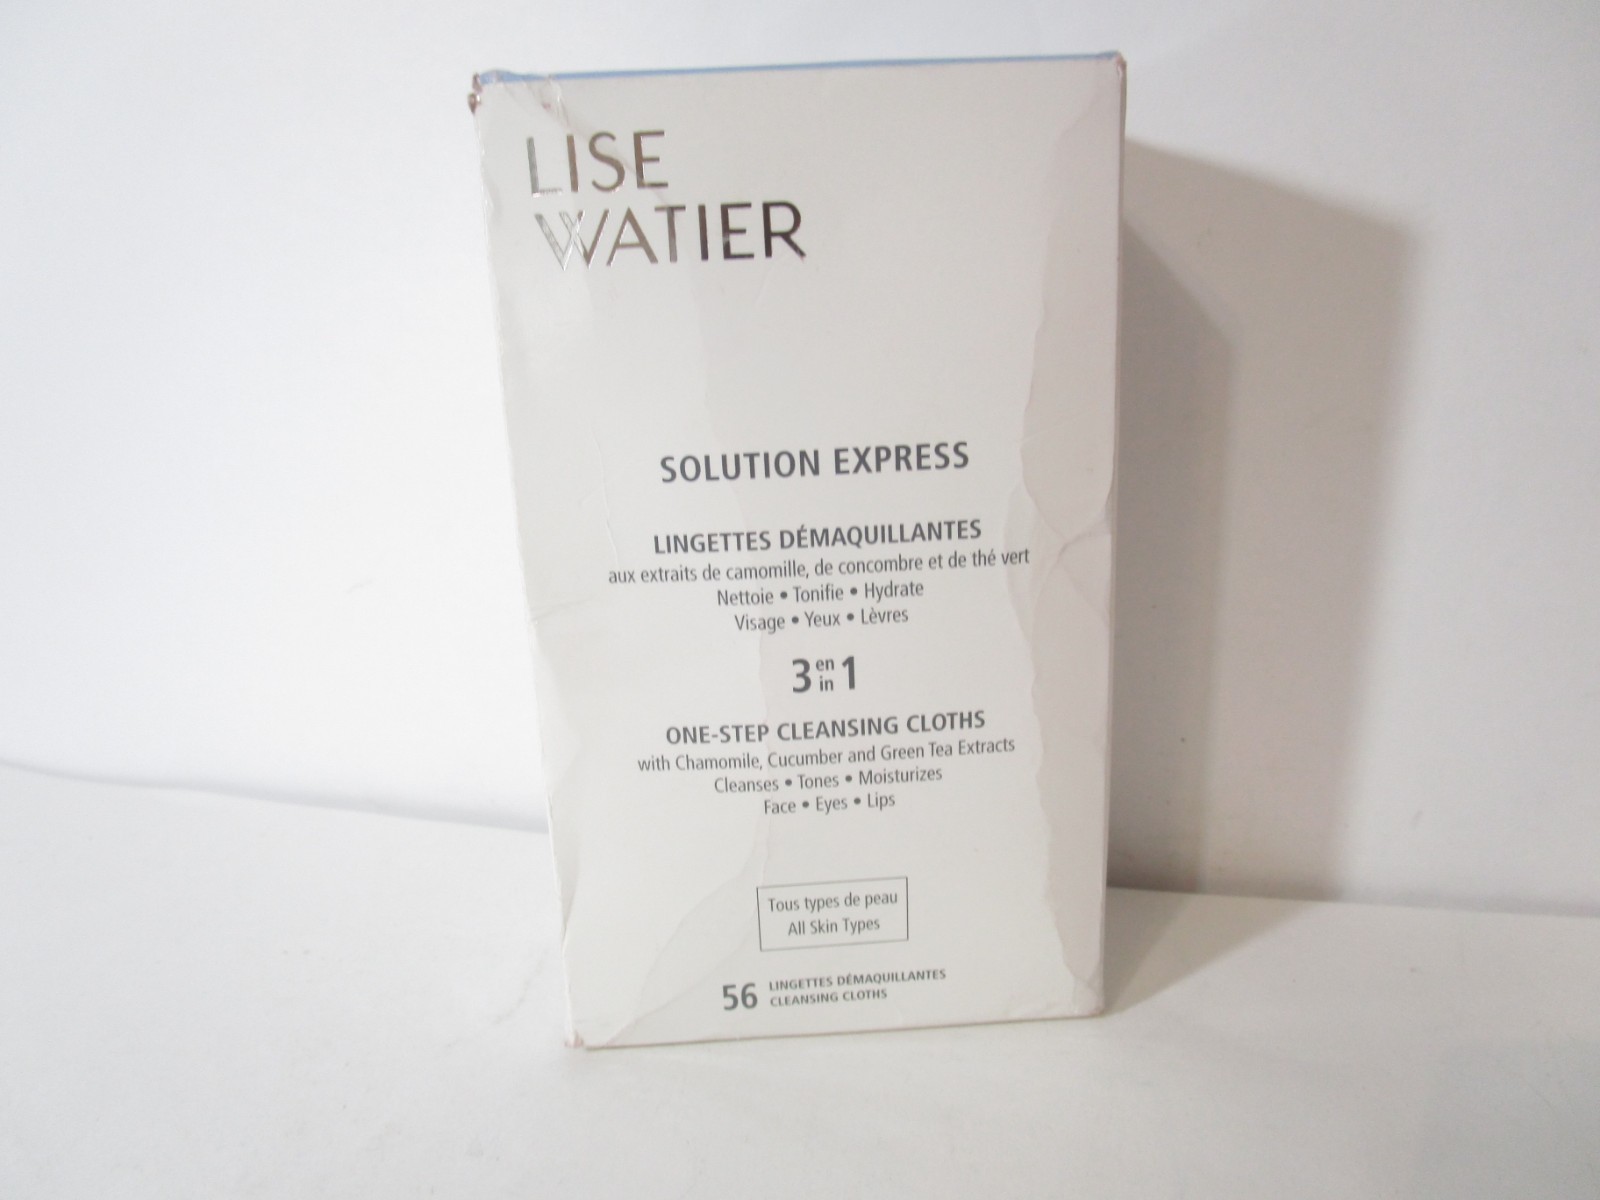 LISE
WATIER
SOLUTION EXPRESS
LINGETTES DÉMAQUILLANTES
aux extraits de camomille, de concombre et de thé vert
Nettoie • Tonifie • Hydrate
Visage • Yeux • Lèvres
3 en in 1
ONE-STEP CLEANSING CLOTHS
with Chamomile, Cucumber and Green Tea Extracts
Cleanses • Tones • Moisturizes
Face • Eyes • Lips
Tous types de peau
All Skin Types
56 LINGETTES DÉMAQUILLANTES
CLEANSING CLOTHS